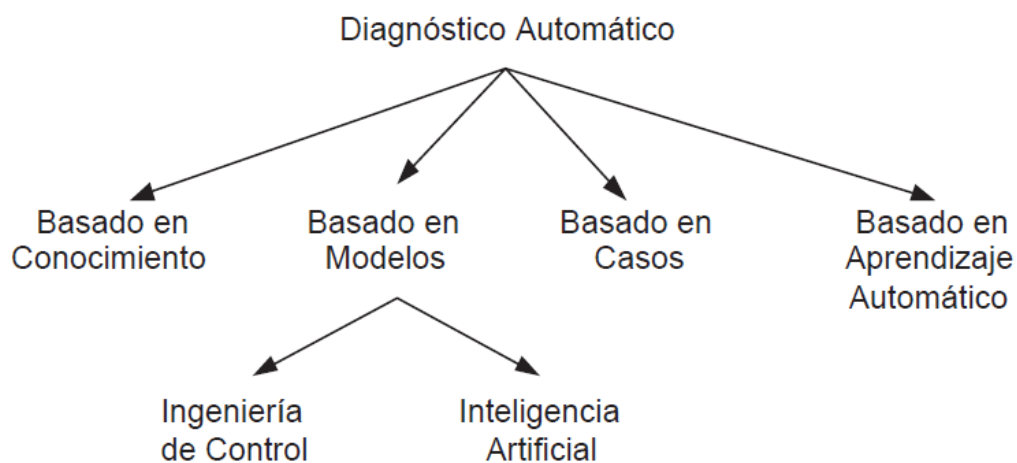 Diagnóstico Automático
Basado en
Conocimiento
Basado en
Modelos
Basado en
Casos
Basado en
Aprendizaje
Automático
Ingeniería
de Control
Inteligencia
Artificial